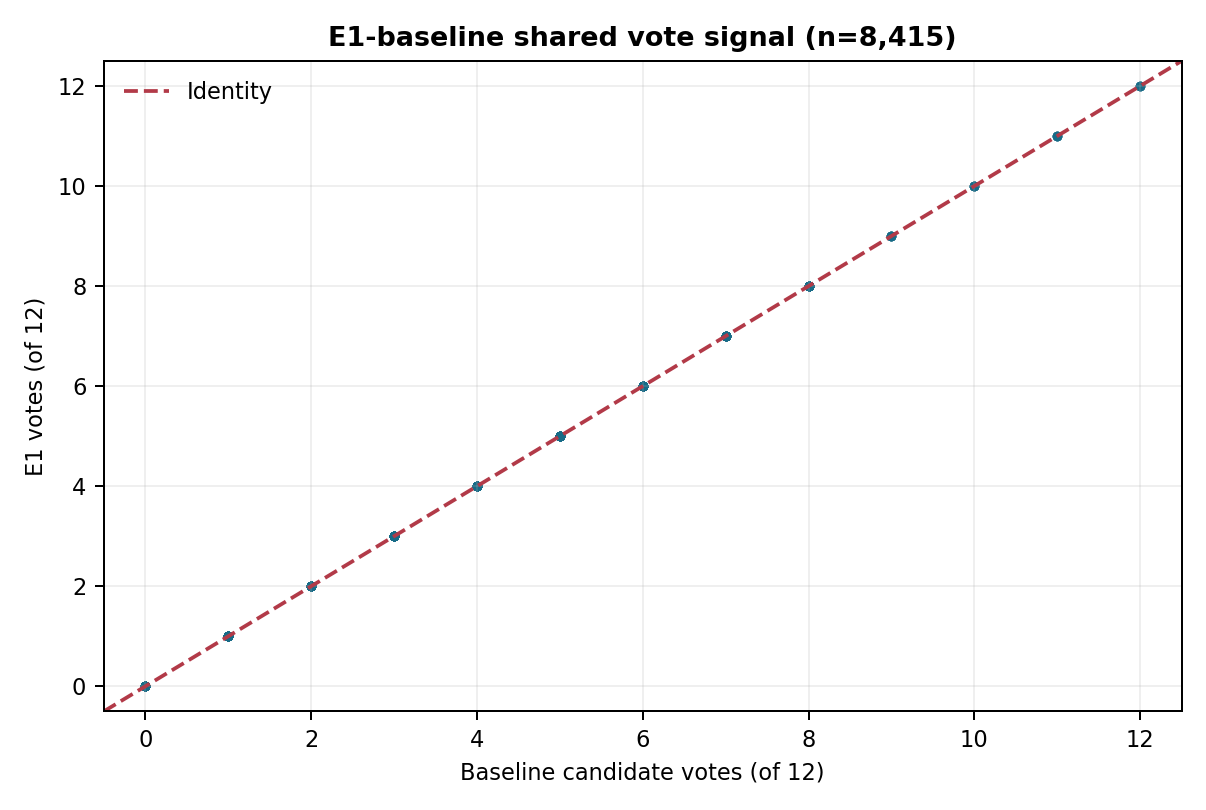 E1-baseline shared vote signal (n=8,415)
Identity
12
10
8
6
4
2
0
E1 votes (of 12)
0 2 4 6 8 10 12
Baseline candidate votes (of 12)